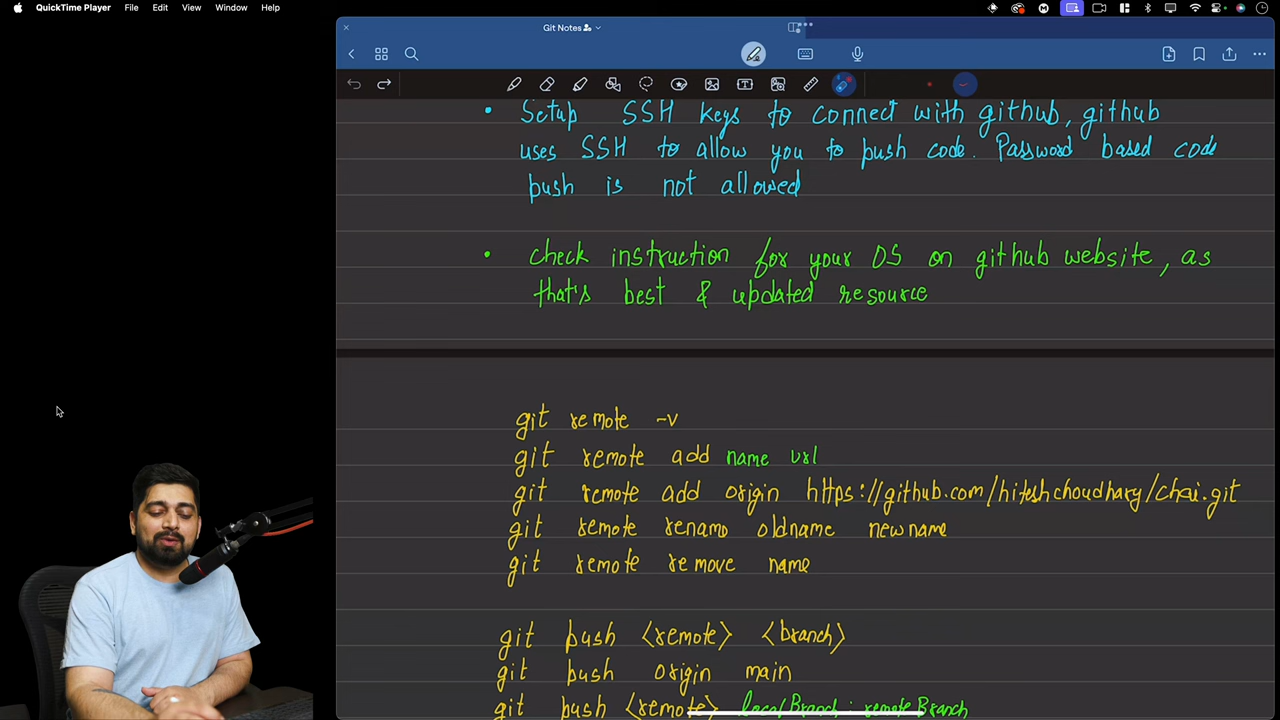 QuickTime Player File Edit View Window Help
Git Notes
• Setup SSH keys to connect with github, github
uses SSH to allow you to push code. Password based code
push is not allowed
• check instruction for your OS on github website, as
that's best & updated resource
git remote -v
git remote add name url
git remote add origin https://github.com/hiteshchoudhary/chai.git
git remote rename oldname newname
git remote remove name
git push <remote> <branch>
git push origin main
git push <remote> localBranch : remoteBranch